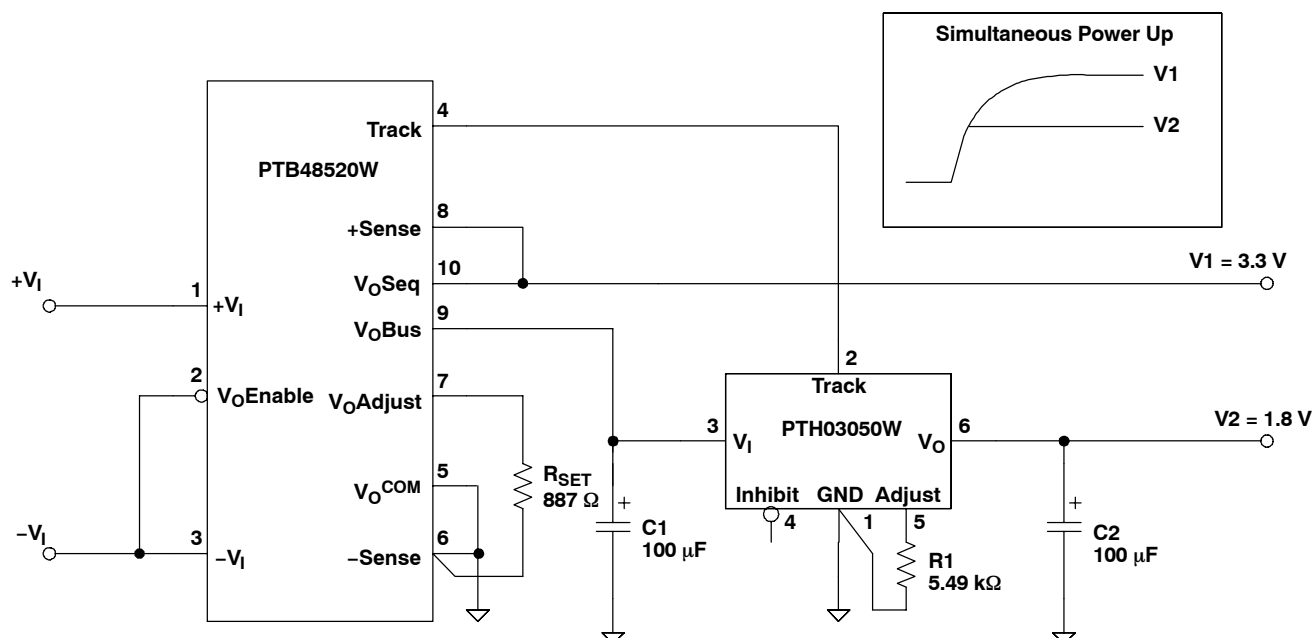 Simultaneous Power Up
V1
V2
4
Track
PTB48520W
8
+Sense
10
VOSeq
V1 = 3.3 V
+VI
1
+VI
9
VOBus
2
VOEnable
7
VOAdjust
2
Track
3
VI
PTH03050W
6
VO
V2 = 1.8 V
RSET
887 Ω
5
VOCOM
Inhibit
GND
Adjust
4
1
5
+
C1
100 μF
+
C2
100 μF
−VI
3
−VI
6
−Sense
R1
5.49 kΩ